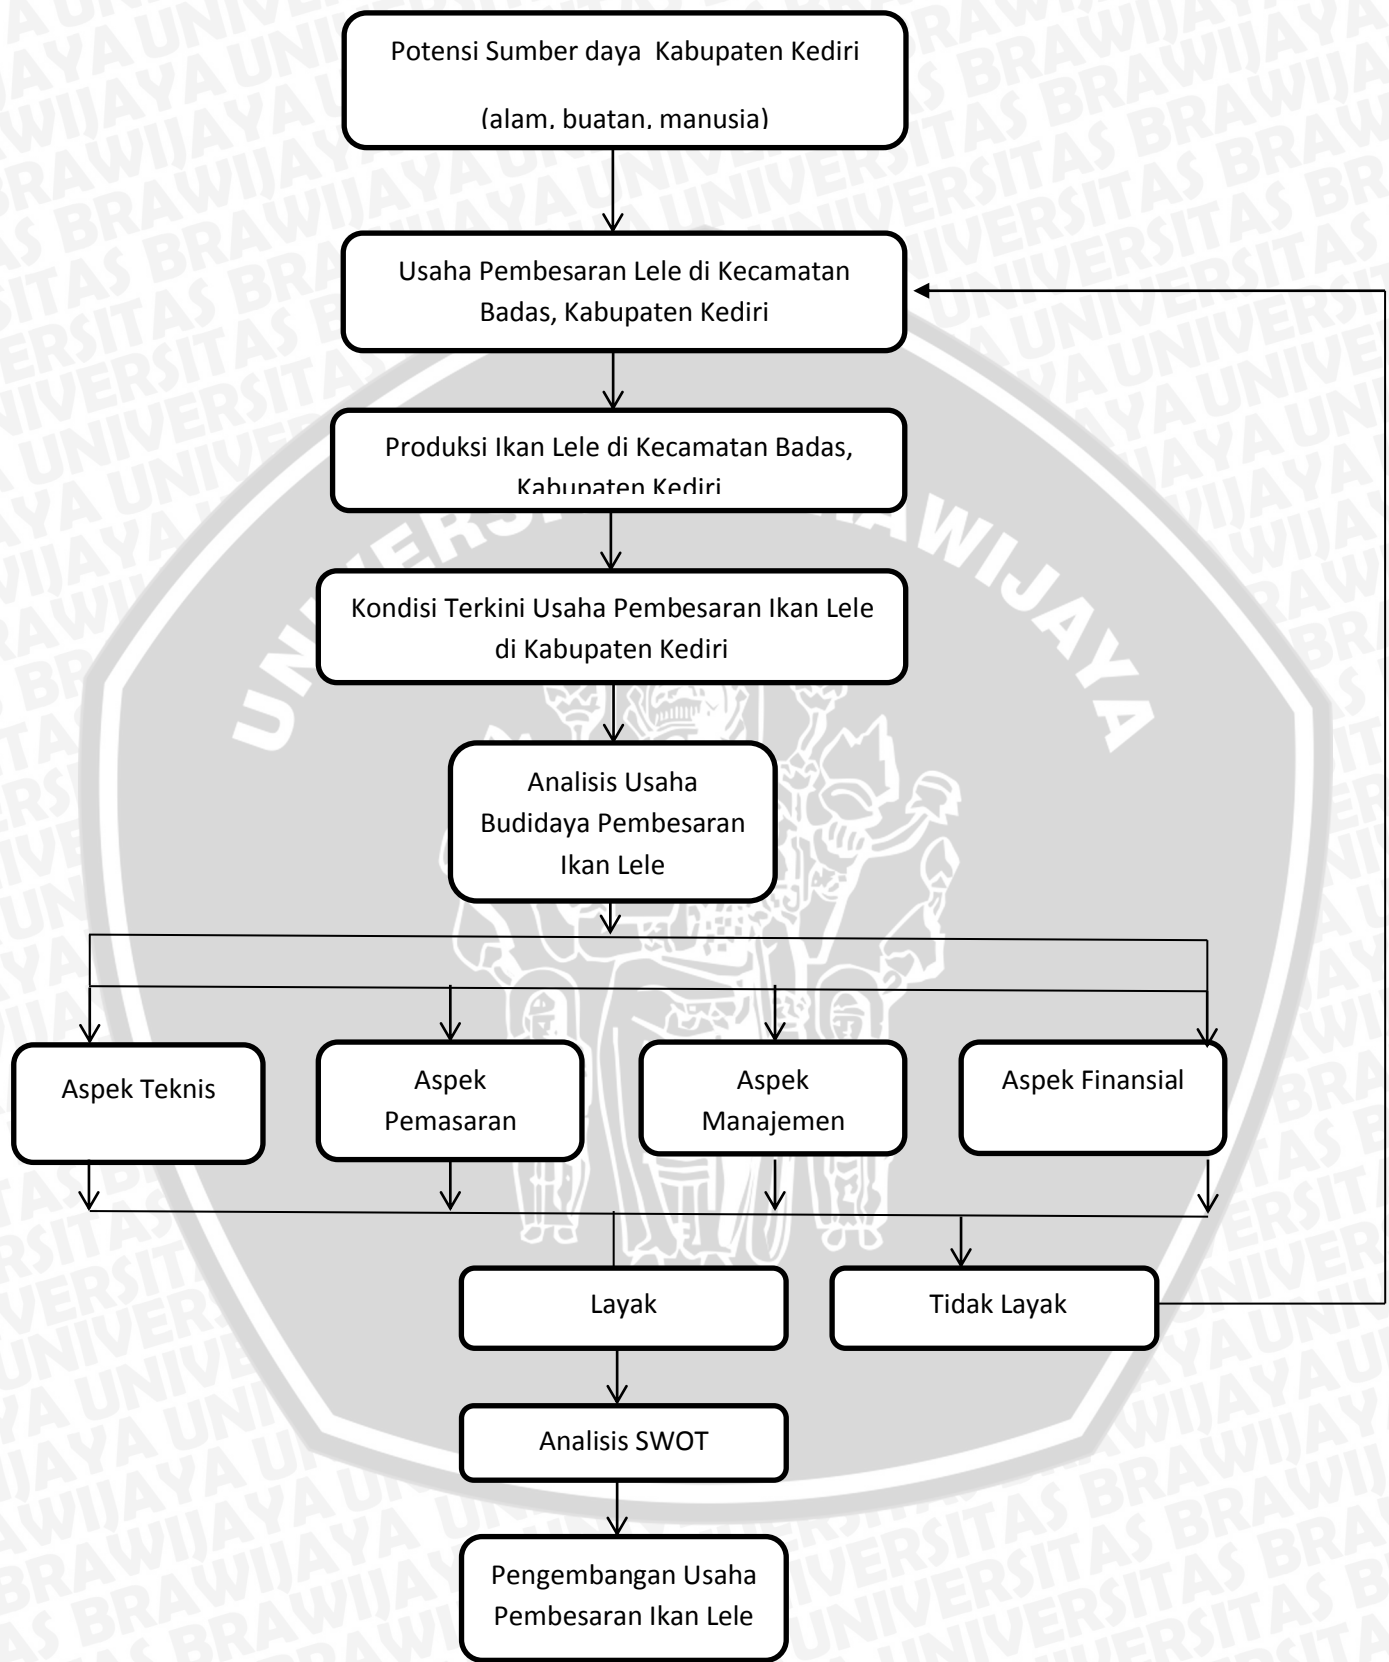 Potensi Sumber daya Kabupaten Kediri
(alam, buatan, manusia)
Usaha Pembesaran Lele di Kecamatan
Badas, Kabupaten Kediri
Produksi Ikan Lele di Kecamatan Badas,
Kabupaten Kediri
UNIVERSITAS BRAWIJAYA
Kondisi Terkini Usaha Pembesaran Ikan Lele
di Kabupaten Kediri
Analisis Usaha
Budidaya Pembesaran
Ikan Lele
Aspek Teknis
Aspek
Pemasaran
Aspek
Manajemen
Aspek Finansial
Layak
Tidak Layak
Analisis SWOT
Pengembangan Usaha
Pembesaran Ikan Lele